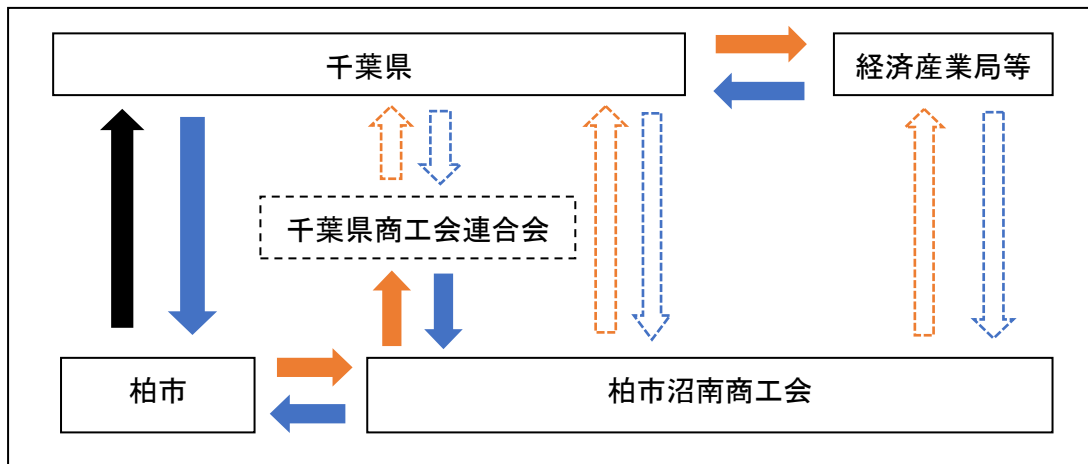 千葉県
経済産業局等
千葉県商工会連合会
柏市
柏市沼南商工会